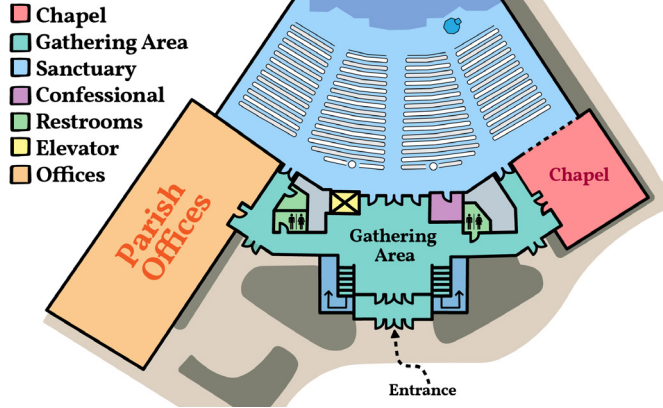 Chapel
Gathering Area
Sanctuary
Confessional
Restrooms
Elevator
Offices
Parish
Offices
Chapel
Gathering
Area
Entrance